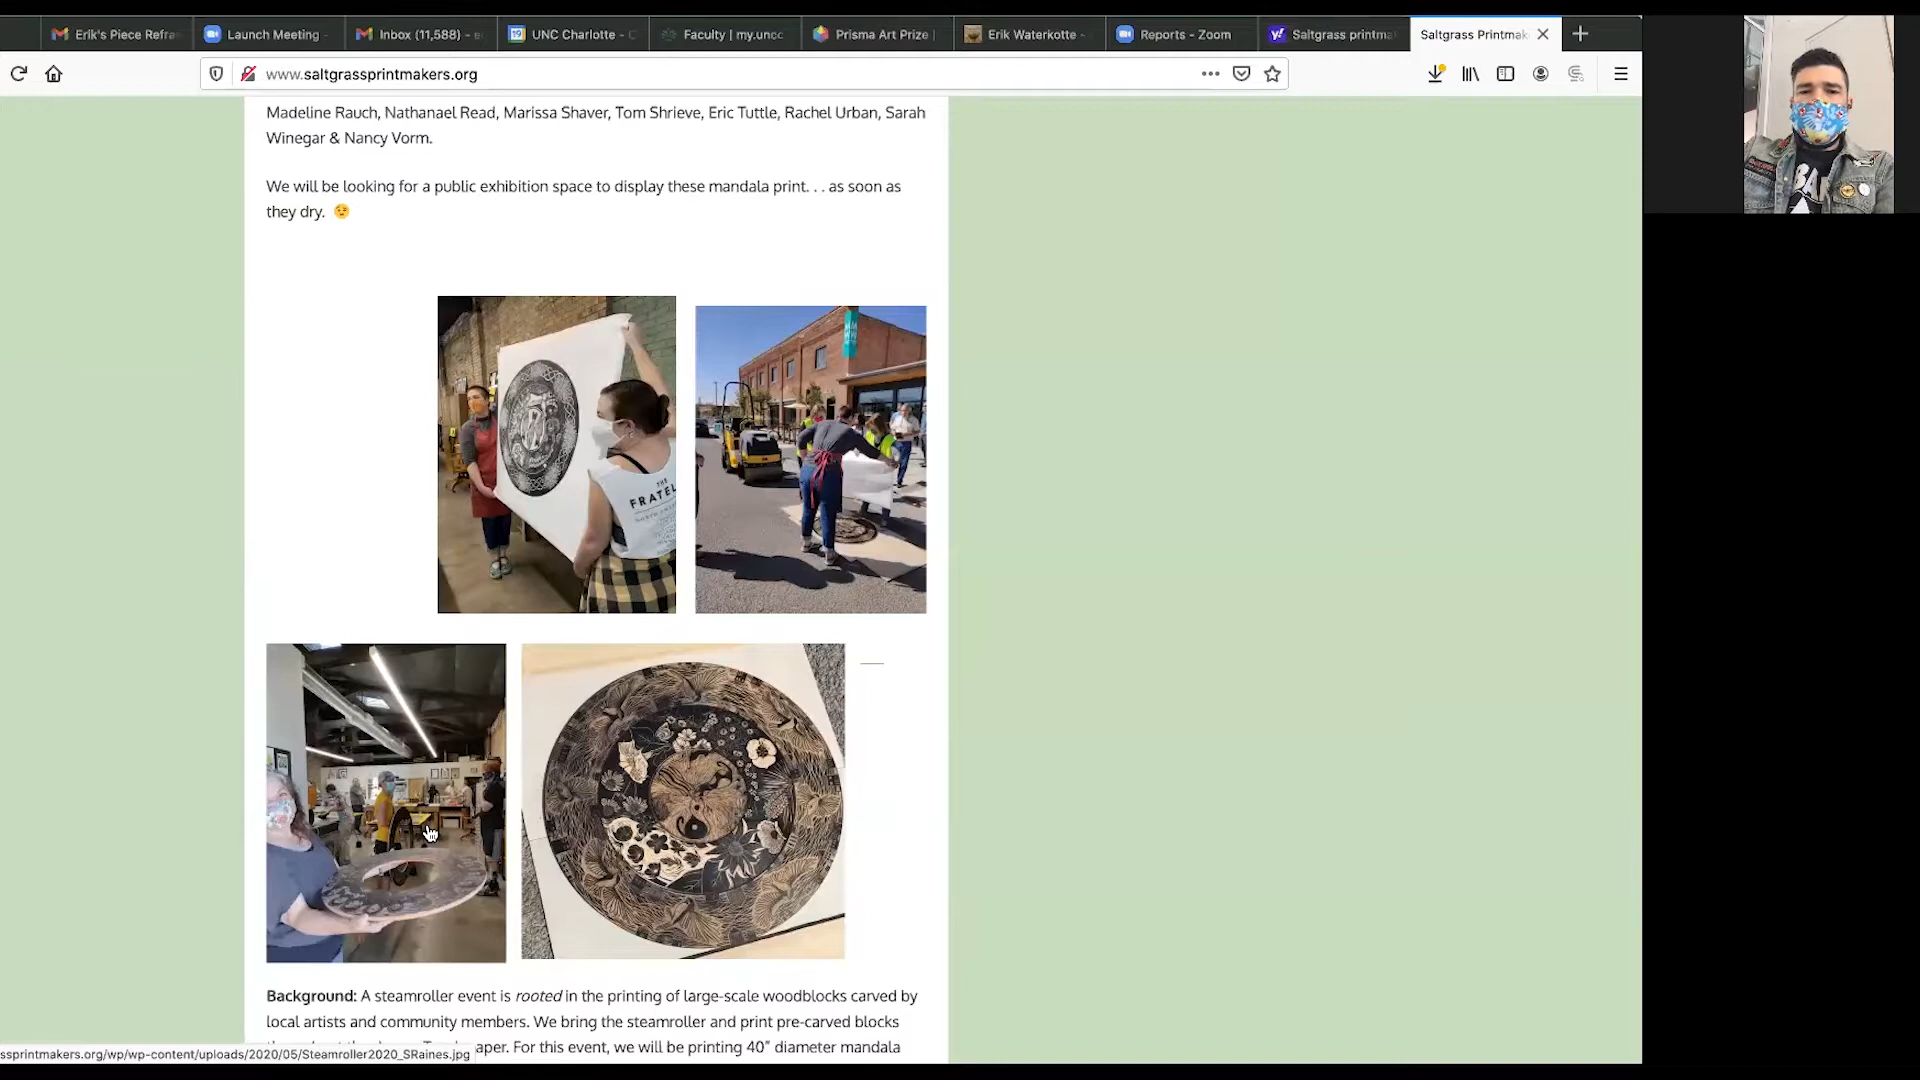 Erik's Piece Refra
Launch Meeting -
Inbox (11,588) - e
UNC Charlotte - C
Faculty | my.uncc
Prisma Art Prize |
Erik Waterkotte -
Reports - Zoom
Saltgrass printma
Saltgrass Printmak
www.saltgrassprintmakers.org
Madeline Rauch, Nathanael Read, Marissa Shaver, Tom Shrieve, Eric Tuttle, Rachel Urban, Sarah
Winegar & Nancy Vorm.
We will be looking for a public exhibition space to display these mandala print. . . as soon as
they dry. 😉
THE
FRATEL
Background: A steamroller event is rooted in the printing of large-scale woodblocks carved by
local artists and community members. We bring the steamroller and print pre-carved blocks
aper. For this event, we will be printing 40" diameter mandala
ssprintmakers.org/wp/wp-content/uploads/2020/05/Steamroller2020_SRaines.jpg